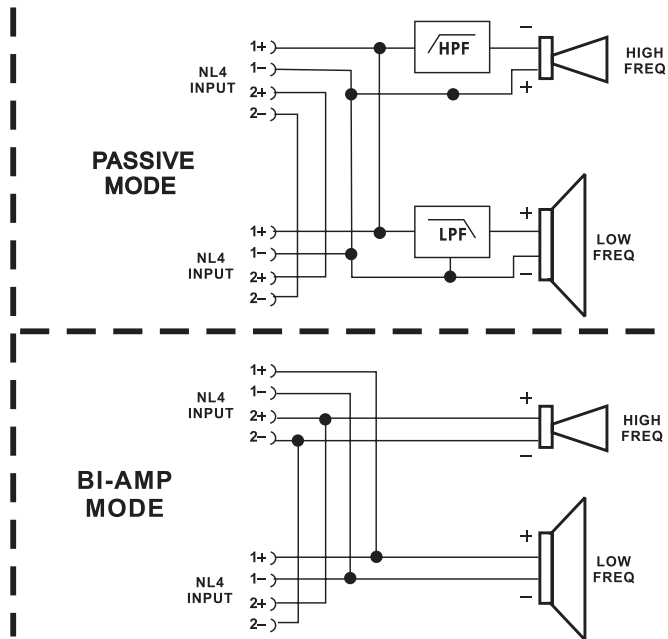 1+
1–
2+
2–
NL4
INPUT
PASSIVE
MODE
HPF
–
+
HIGH
FREQ
1+
1–
2+
2–
NL4
INPUT
LPF
+
–
LOW
FREQ
1+
1–
2+
2–
NL4
INPUT
+
–
HIGH
FREQ
BI-AMP
MODE
1+
1–
2+
2–
NL4
INPUT
+
–
LOW
FREQ